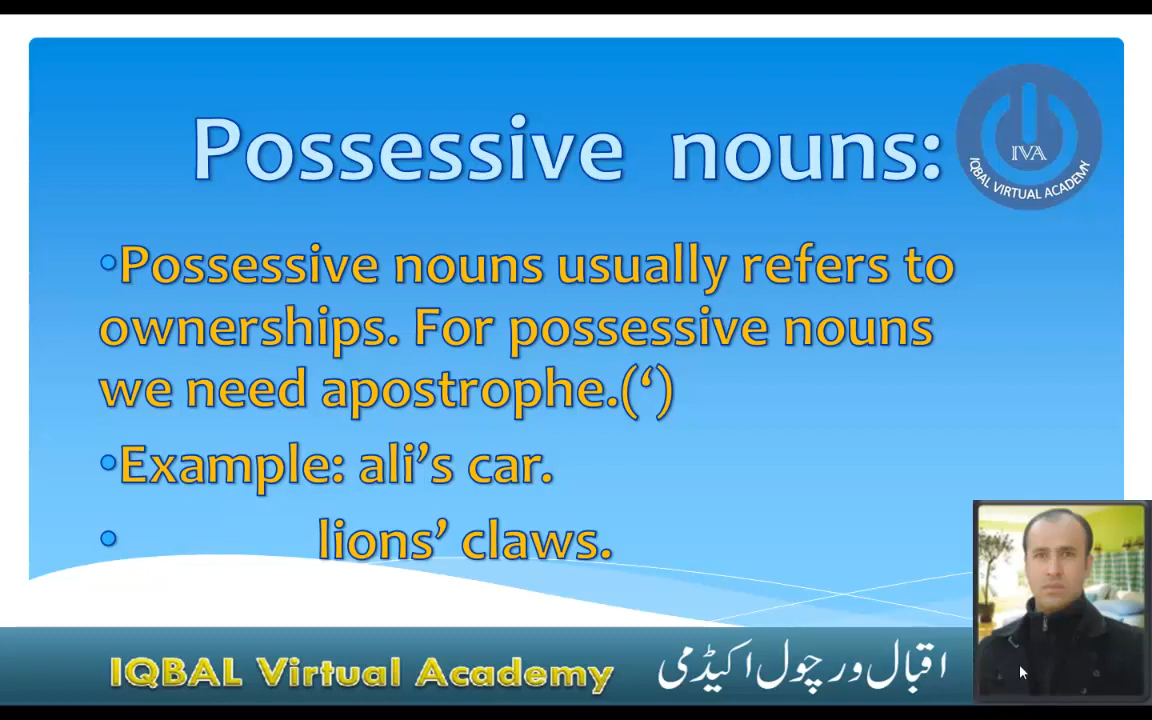 Possessive nouns:
IVA
IQBAL VIRTUAL ACADEMY
•Possessive nouns usually refers to
ownerships. For possessive nouns
we need apostrophe.(‘)
•Example: ali’s car.
• lions’ claws.
IQBAL Virtual Academy
اقبال ورچول اکیڈمی